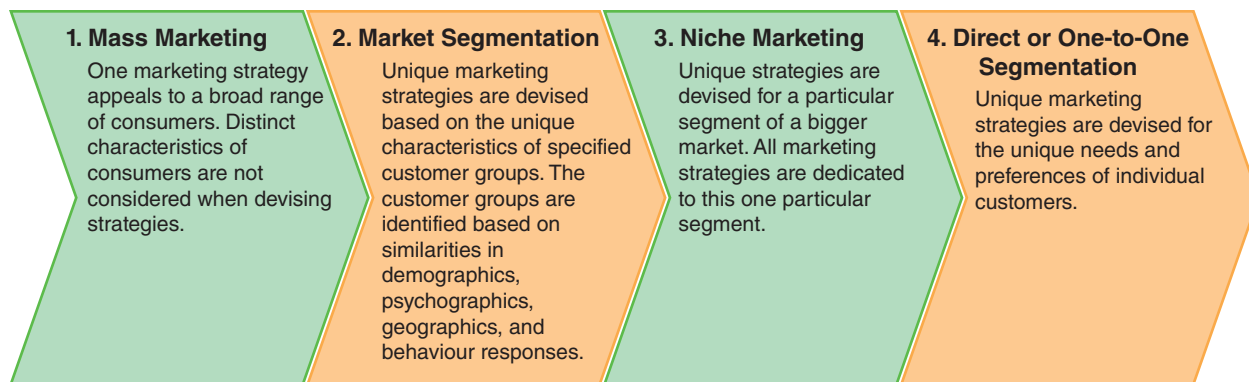 1. Mass Marketing
One marketing strategy
appeals to a broad range
of consumers. Distinct
characteristics of
consumers are not
considered when devising
strategies.
2. Market Segmentation
Unique marketing
strategies are devised
based on the unique
characteristics of specified
customer groups. The
customer groups are
identified based on
similarities in
demographics,
psychographics,
geographics, and
behaviour responses.
3. Niche Marketing
Unique strategies are
devised for a particular
segment of a bigger
market. All marketing
strategies are dedicated
to this one particular
segment.
4. Direct or One-to-One
Segmentation
Unique marketing
strategies are devised for
the unique needs and
preferences of individual
customers.